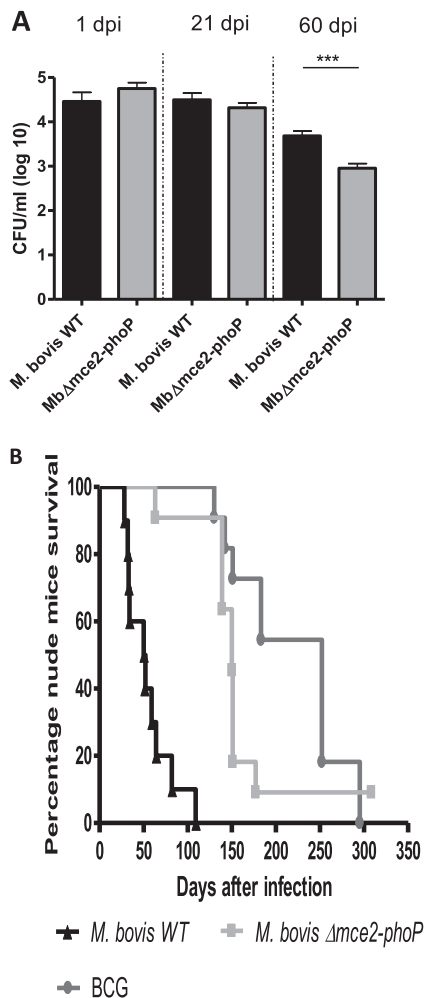 A
1 dpi 21 dpi 60 dpi
***
CFU/ml (log 10)
5
4
3
2
1
0
M. bovis WT
MbΔmce2-phoP
M. bovis WT
MbΔmce2-phoP
M. bovis WT
MbΔmce2-phoP
B
Percentage nude mice survival
100
80
60
40
20
0
0 50 100 150 200 250 300 350
Days after infection
M. bovis WT M. bovis Δmce2-phoP
BCG